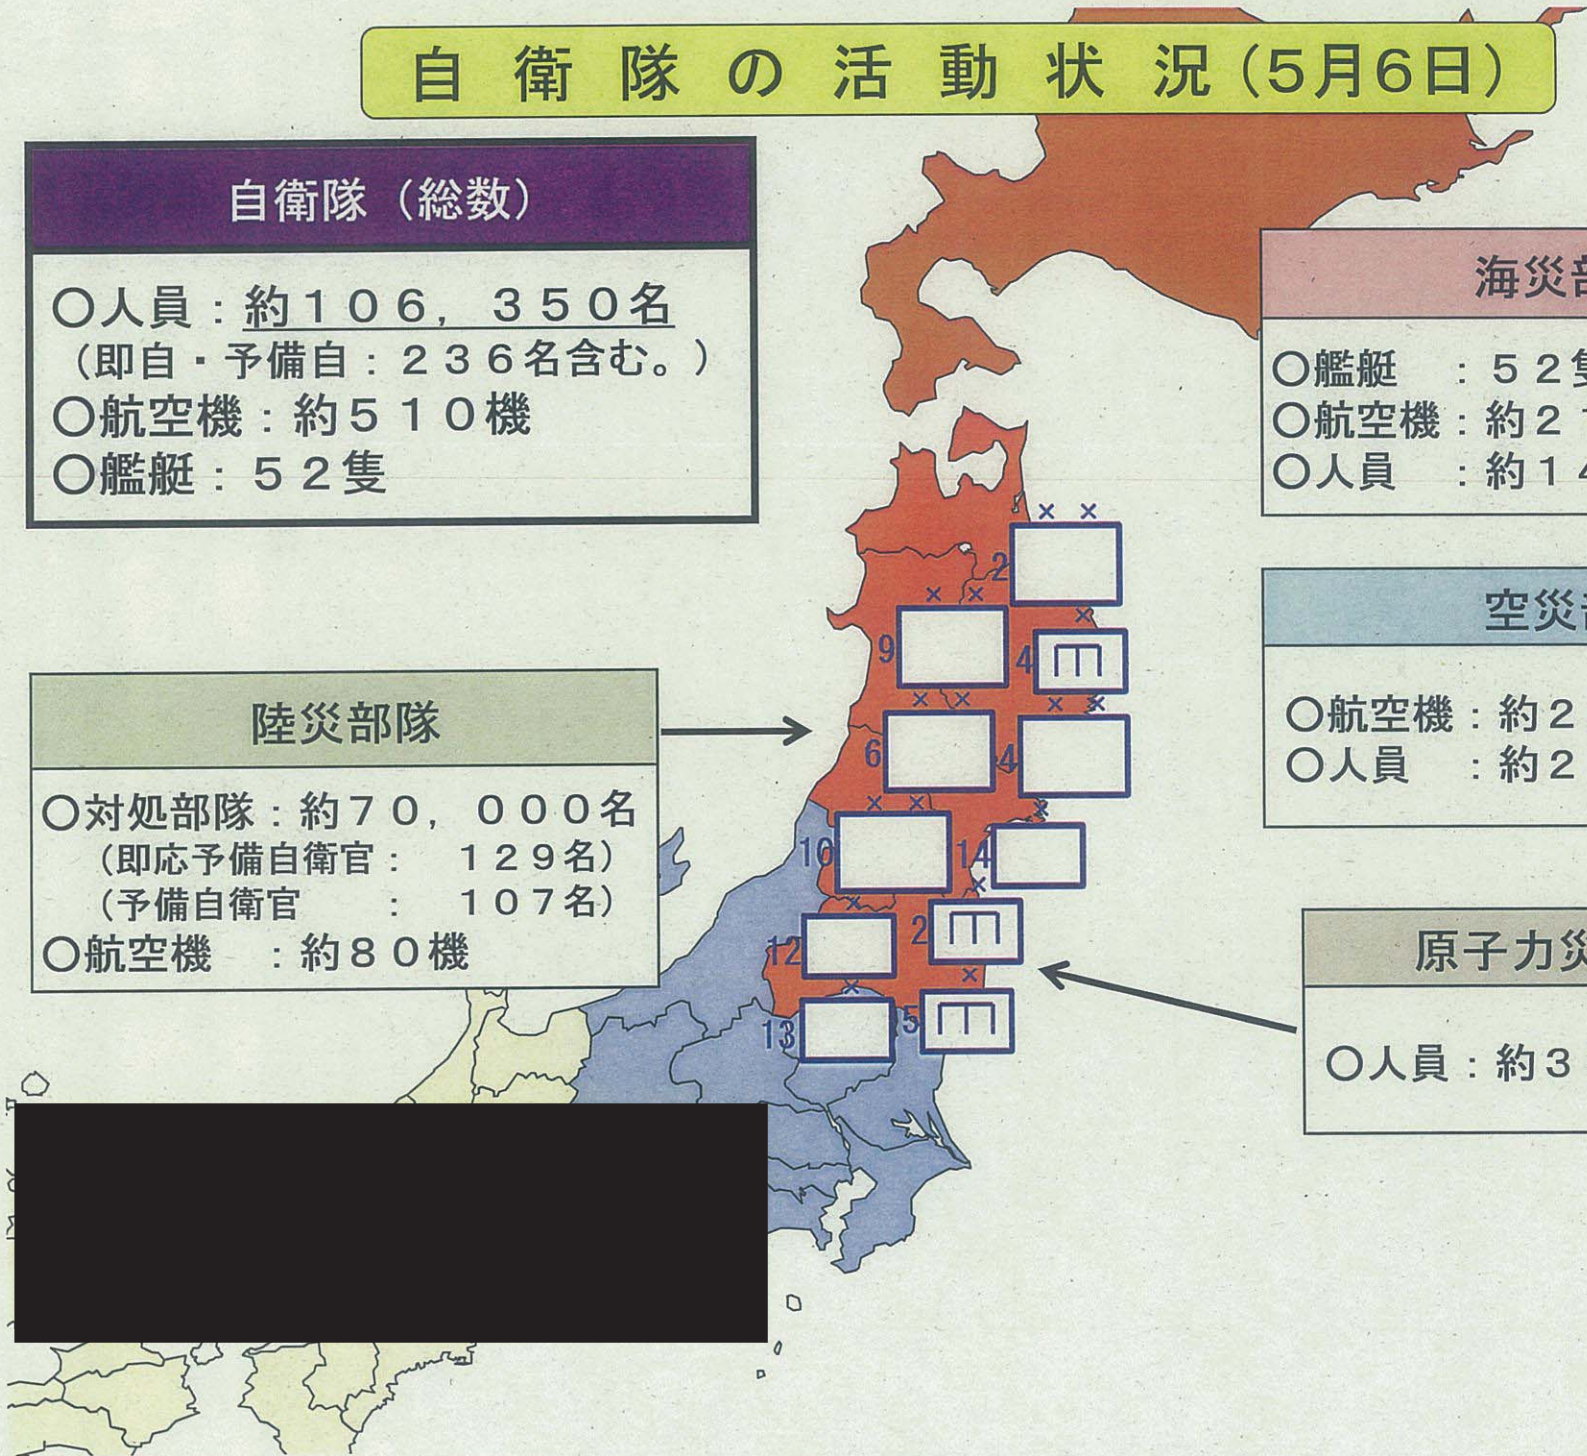 自衛隊の活動状況(5月6日)
自衛隊（総数）
○人員：約１０６，３５０名
（即自・予備自：２３６名含む。）
○航空機：約５１０機
○艦艇：５２隻
海災部
○艦艇　：５２隻
○航空機：約２
○人員　：約１４
空災部
○航空機：約２
○人員　：約２
陸災部隊
○対処部隊：約７０，０００名
（即応予備自衛官：　１２９名）
（予備自衛官　　：　１０７名）
○航空機　：約８０機
原子力災
○人員：約３
2
9
4
6
4
10
14
12
2
13
5